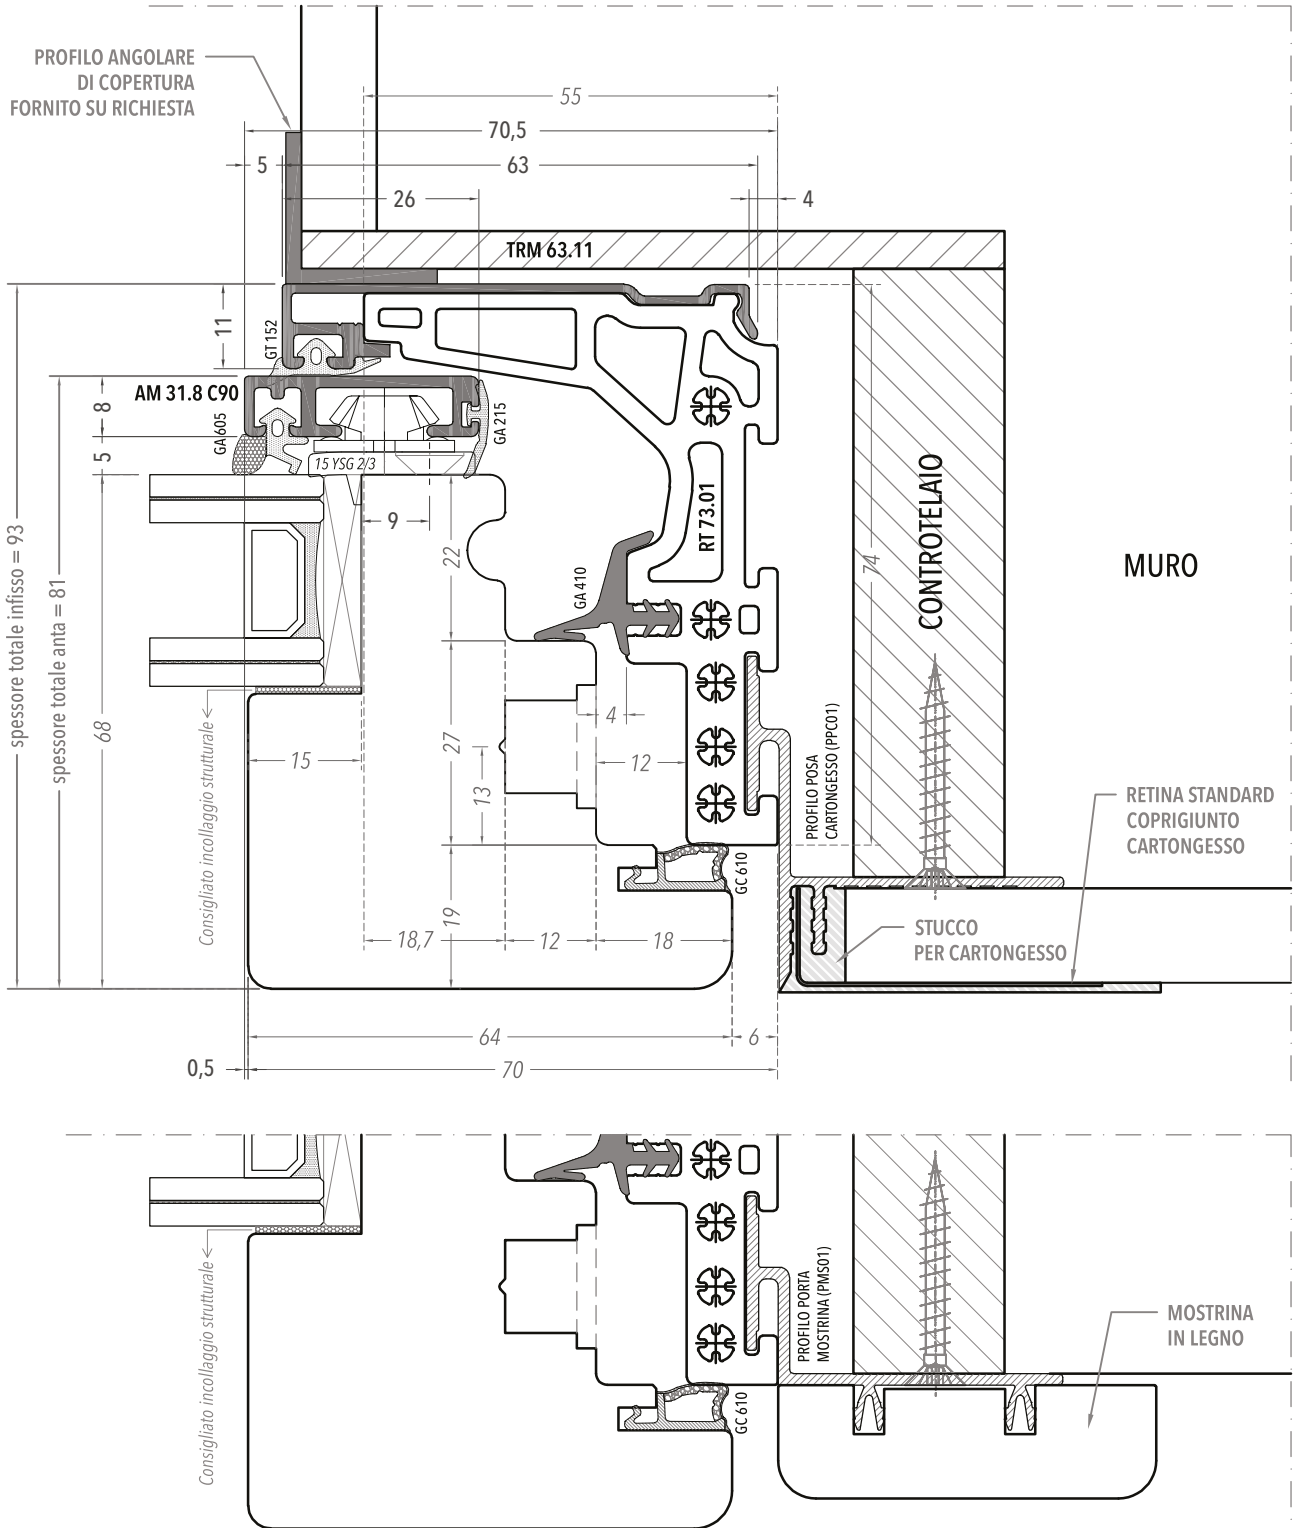 PROFILO ANGOLARE
DI COPERTURA
FORNITO SU RICHIESTA
55
70,5
5
63
26
4
TRM 63.11
11
GT 152
AM 31.8 C90
8
GA 605
GA 215
5
15 YSG 2/3
9
22
RT 73.01
GA 410
74
CONTROTELAIO
MURO
spessore totale infisso = 93
spessore totale anta = 81
68
Consigliato incollaggio strutturale
15
4
27
12
13
PROFILO POSA
CARTONGESSO (PPC01)
RETINA STANDARD
COPRIGIUNTO
CARTONGESSO
GC 610
19
18,7
12
18
STUCCO
PER CARTONGESSO
64
6
0,5
70
Consigliato incollaggio strutturale
PROFILO PORTA
MOSTRINA (PMS01)
MOSTRINA
IN LEGNO
GC 610